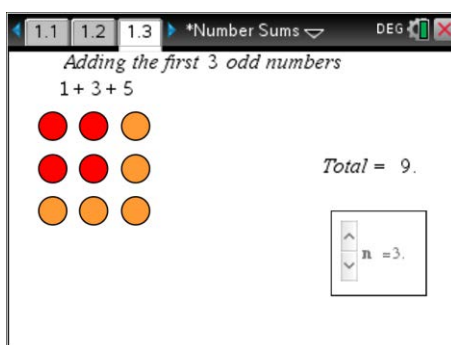 1.1 1.2 1.3 *Number Sums DEG
Adding the first 3 odd numbers
1+3+5
Total = 9.
n =3.